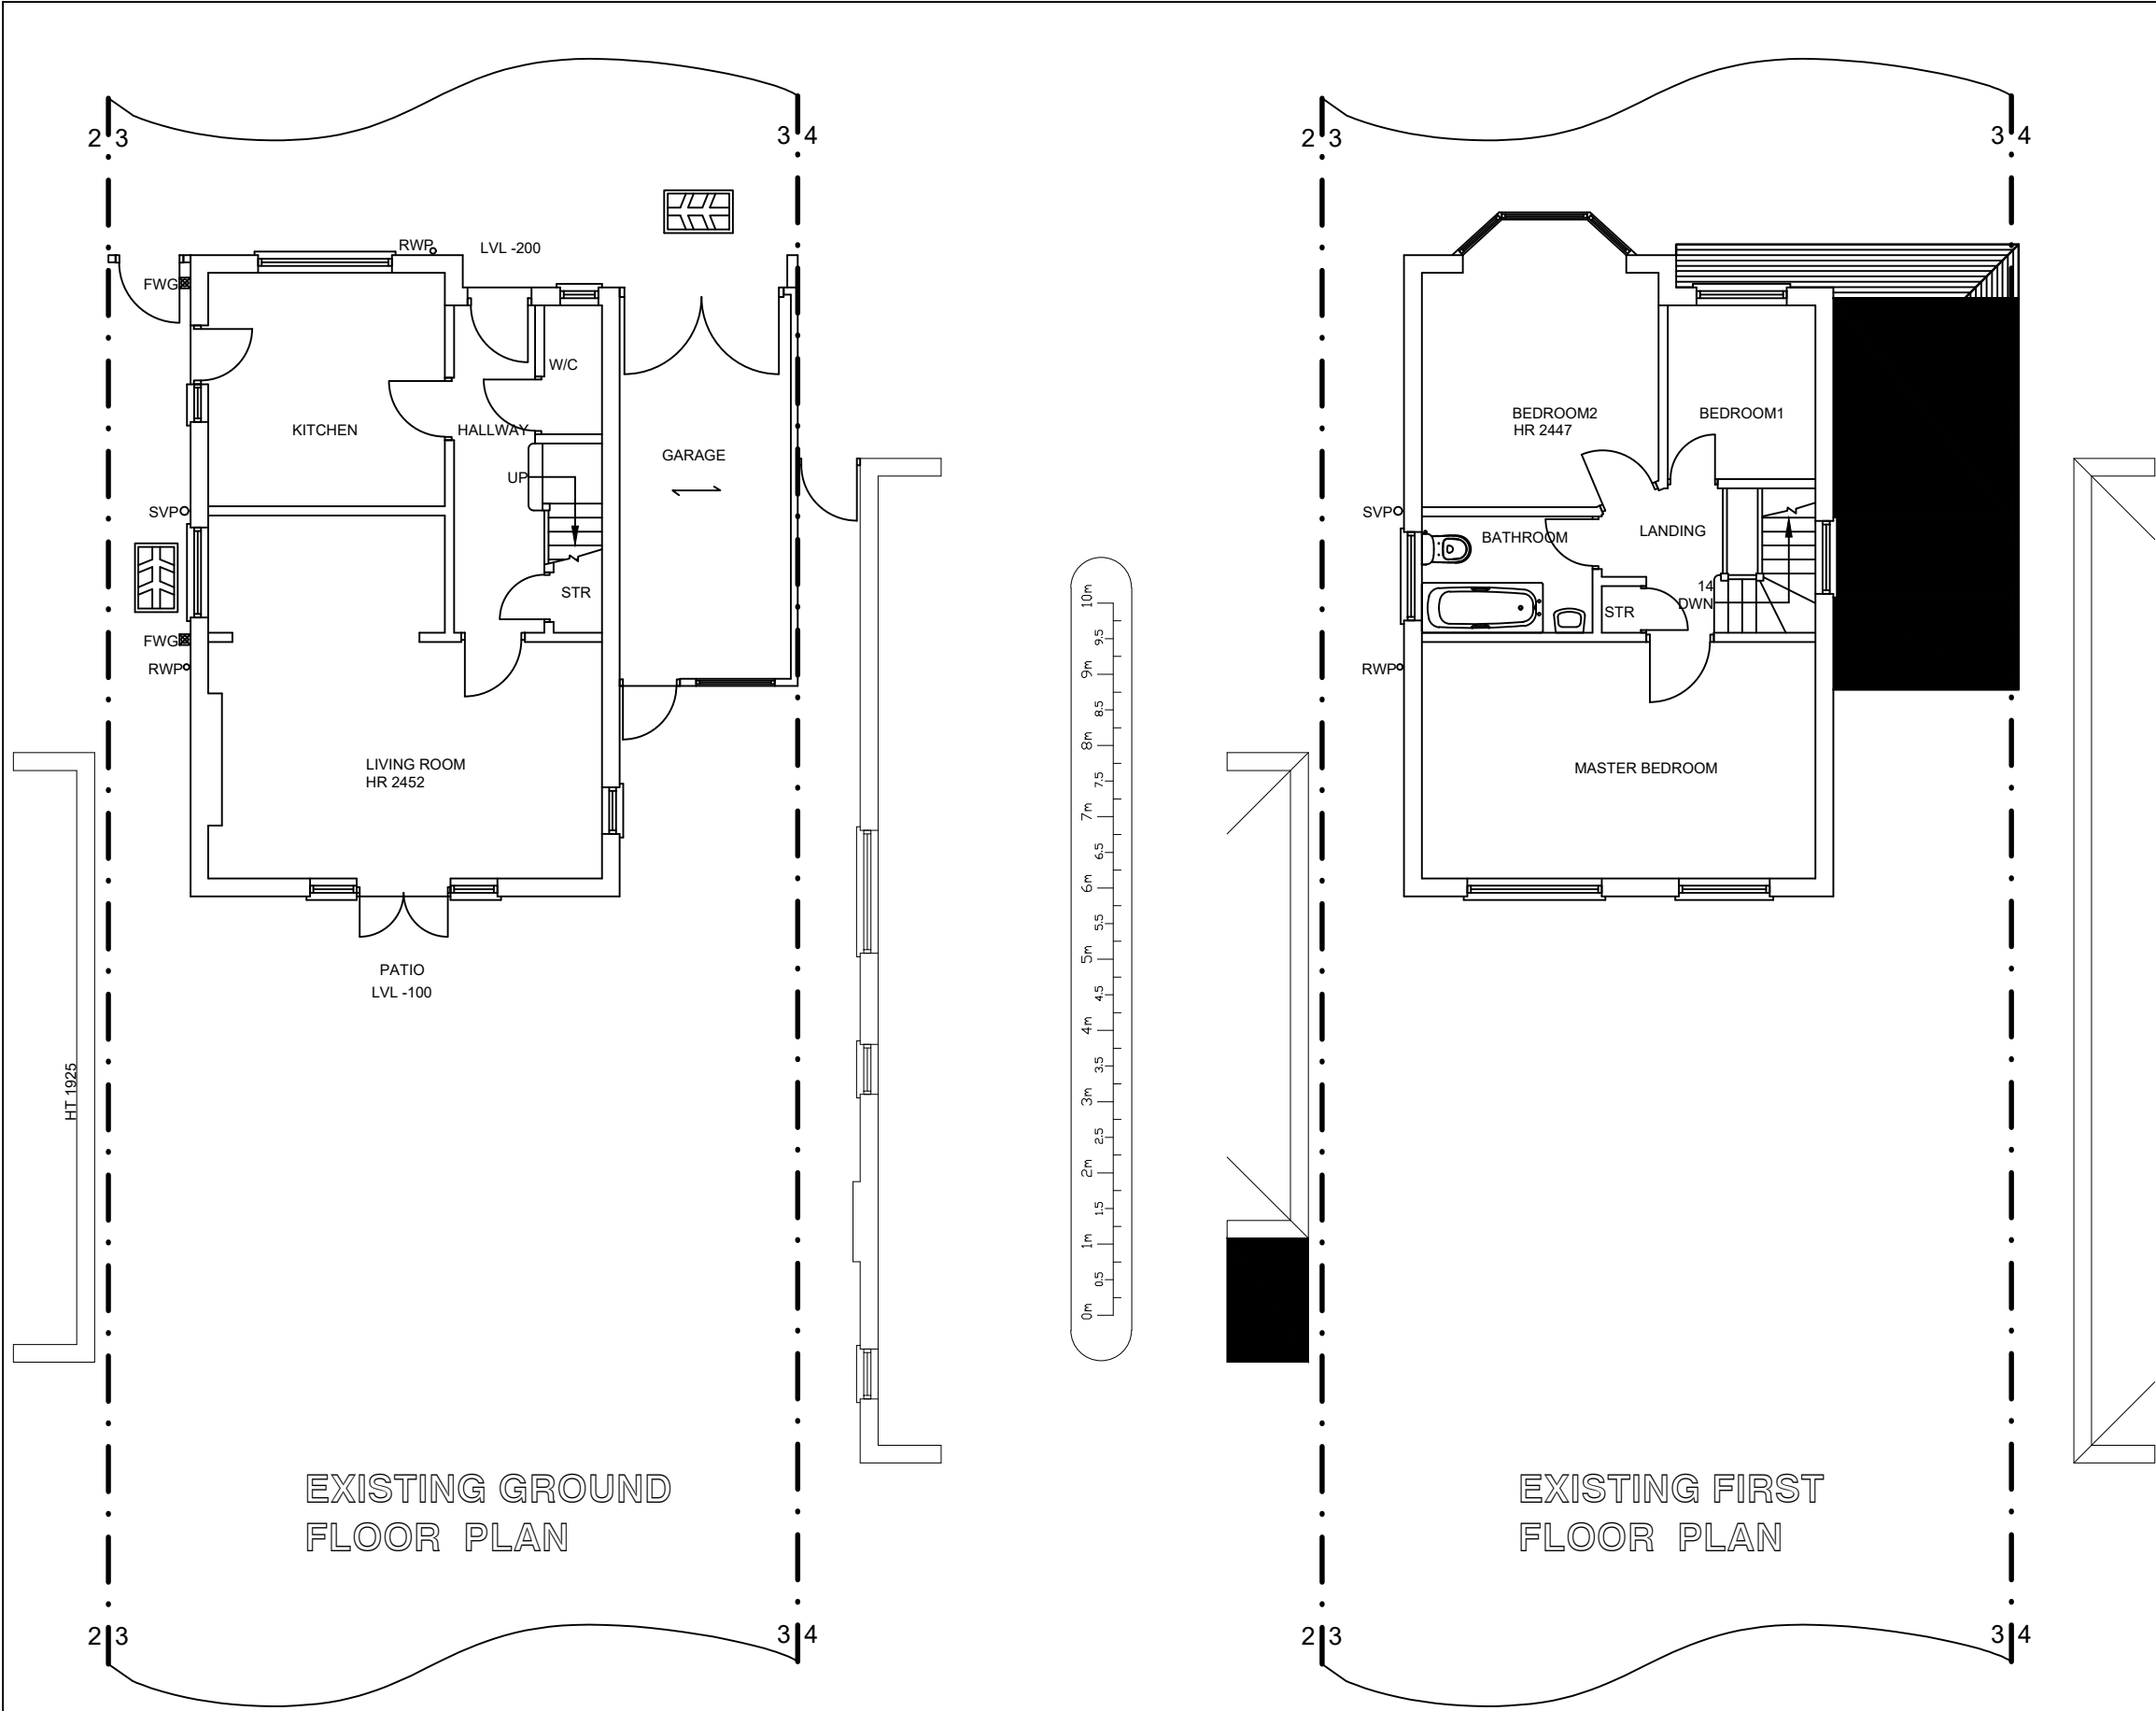 2 3
3 4
RWP
LVL -200
FWG
W/C
KITCHEN
HALLWAY
GARAGE
UP
SVP
STR
FWG
RWP
LIVING ROOM
HR 2452
PATIO
LVL -100
HT 1925
EXISTING GROUND
FLOOR PLAN
2 3
3 4
10m
9.5
9m
8.5
8m
7.5
7m
6.5
6m
5.5
5m
4.5
4m
3.5
3m
2.5
2m
1.5
1m
0.5
0m
2 3
3 4
BEDROOM2
HR 2447
BEDROOM1
SVP
BATHROOM
LANDING
14
DWN
STR
RWP
MASTER BEDROOM
EXISTING FIRST
FLOOR PLAN
2 3
3 4